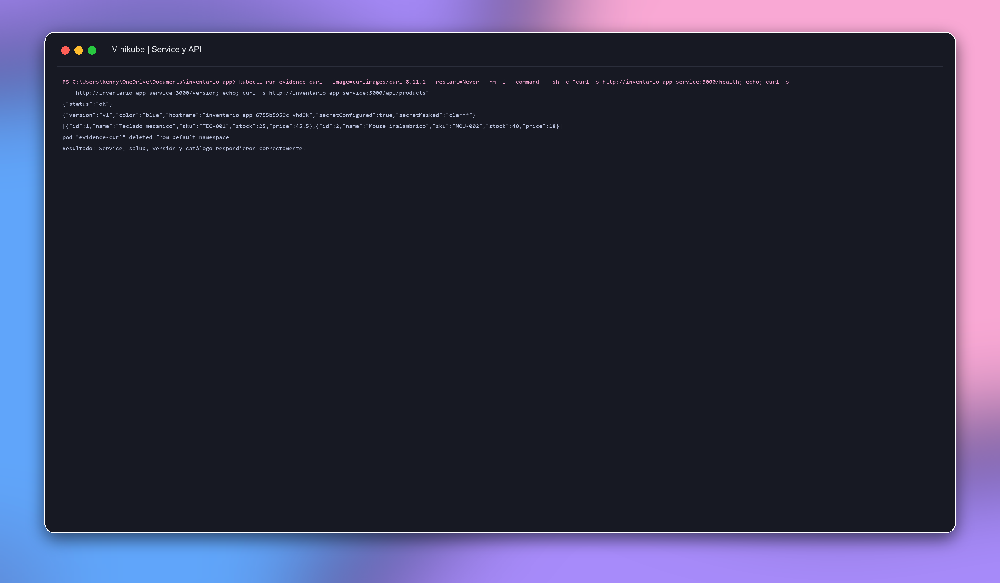 Minikube | Service y API
PS C:\Users\kenny\OneDrive\Documents\inventario-app> kubectl run evidence-curl --image=curlimages/curl:8.11.1 --restart=Never --rm -i --command -- sh -c "curl -s http://inventario-app-service:3000/health; echo; curl -s
http://inventario-app-service:3000/version; echo; curl -s http://inventario-app-service:3000/api/products"
{"status":"ok"}
{"version":"v1","color":"blue","hostname":"inventario-app-6755b5959c-vhd9k","secretConfigured":true,"secretMasked":"cla***"}
[{"id":1,"name":"Teclado mecanico","sku":"TEC-001","stock":25,"price":45.5},{"id":2,"name":"Mouse inalambrico","sku":"MOU-002","stock":40,"price":18}]
pod "evidence-curl" deleted from default namespace
Resultado: Service, salud, versión y catálogo respondieron correctamente.